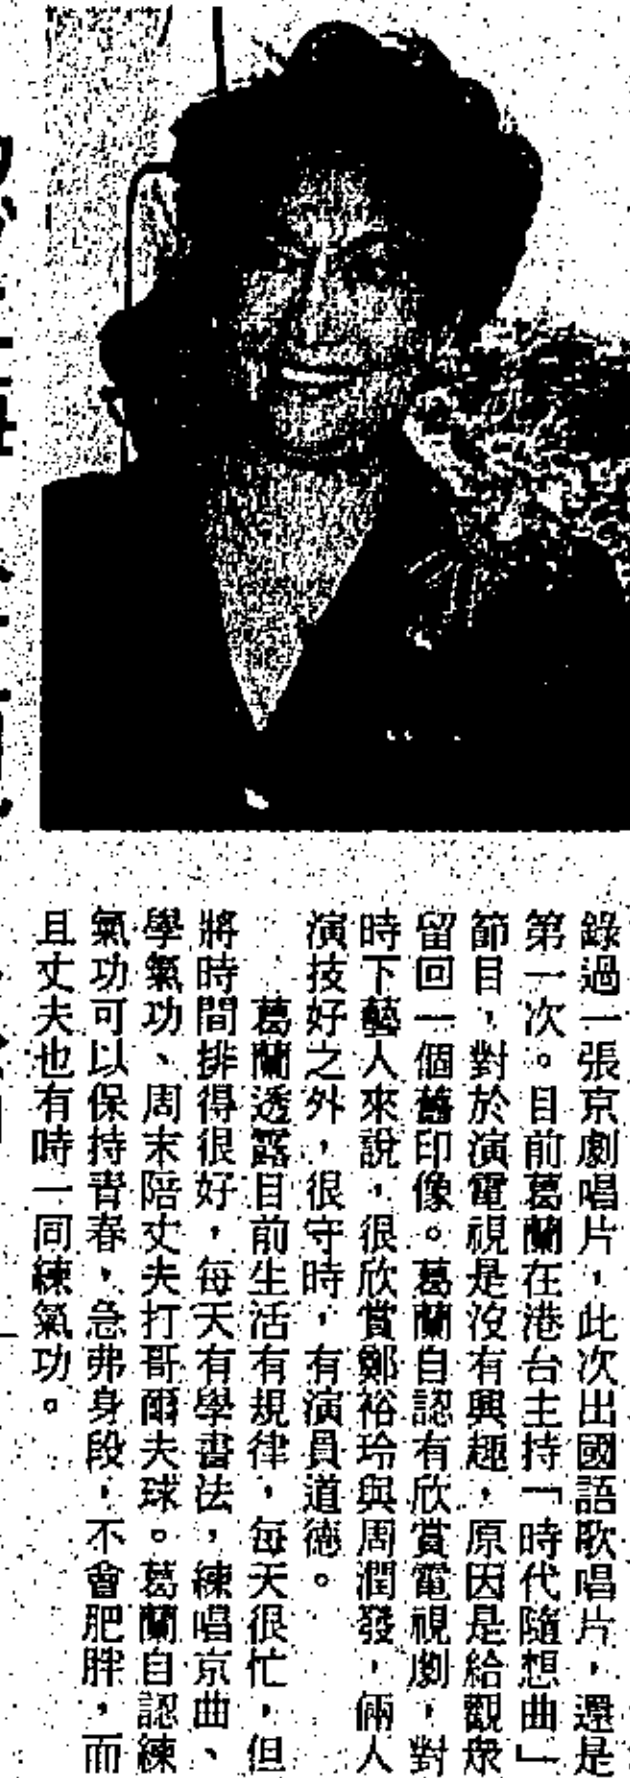 錄過一張京劇唱片，此次出國語歌唱片，還是
第一次。目前葛蘭在港台主持「時代隨想曲」
節目，對於演電視是沒有興趣，原因是給觀衆
留回一個舊印像。葛蘭自認有欣賞電視劇，對
時下藝人來說，很欣賞鄭裕玲與周潤發，倆人
演技好之外，很守時，有演員道德。
葛蘭透露目前生活有規律，每天很忙，但
將時間排得很好，每天有學書法，練唱京曲、
學氣功、周末陪丈夫打哥爾夫球。葛蘭自認練
氣功可以保持青春，急弗身段，不會肥胖，而
且丈夫也有時一同練氣功。